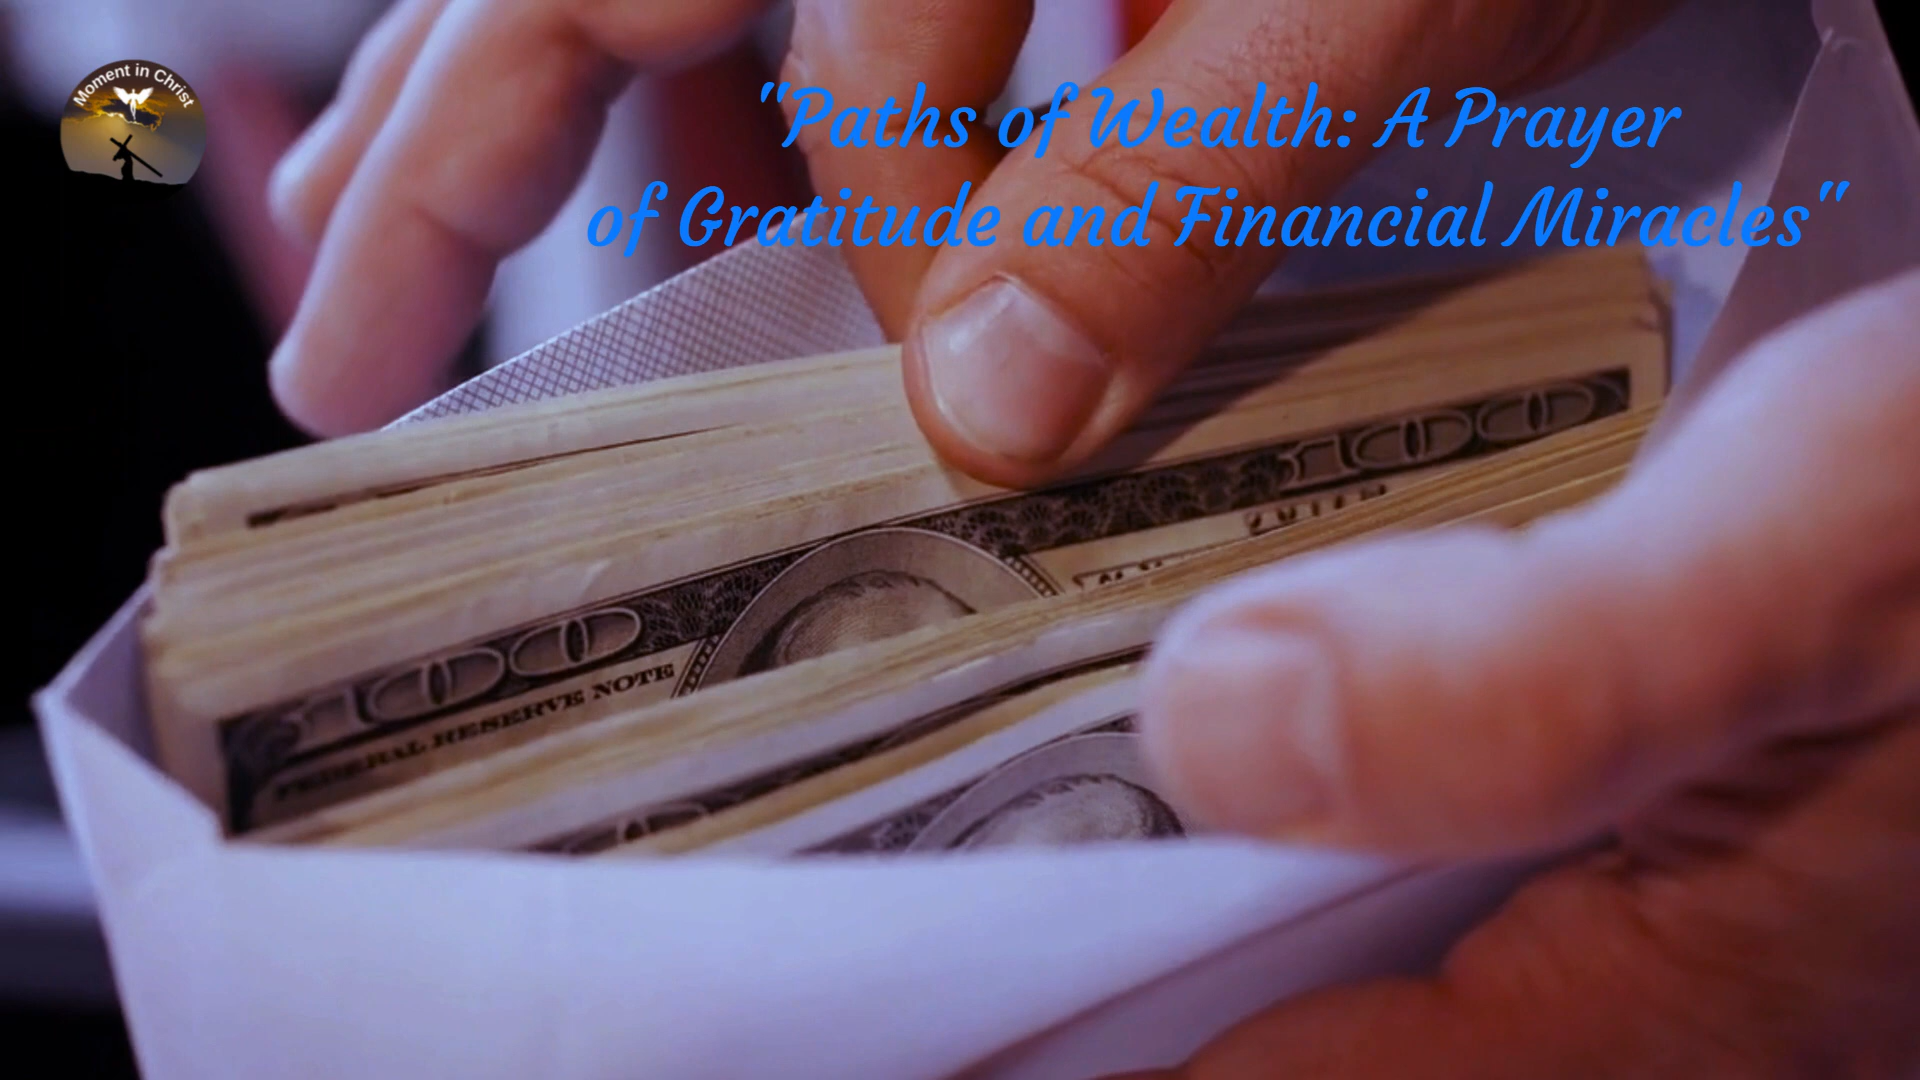 Moment in Christ
"Paths of Wealth: A Prayer
of Gratitude and Financial Miracles"
100
100
FEDERAL RESERVE NOTE